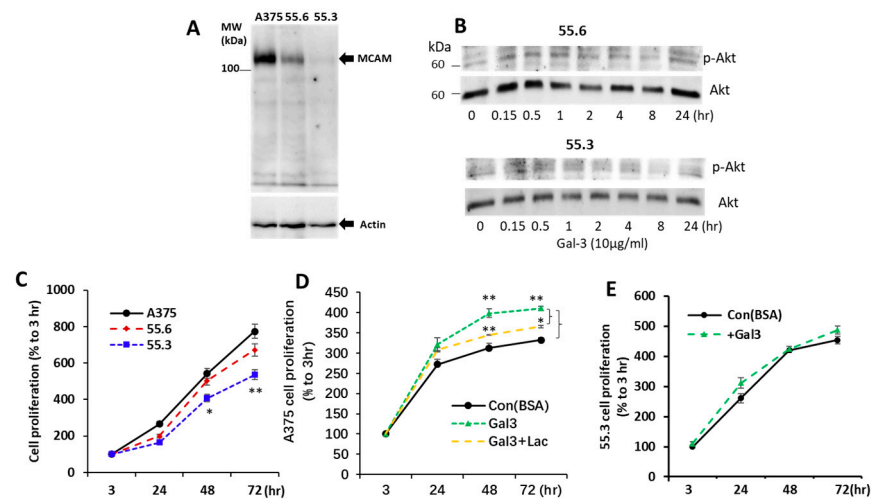 A
A375 55.6 55.3
MW
(kDa)
100
MCAM
Actin
B
55.6
kDa
60
p-Akt
60
Akt
0 0.15 0.5 1 2 4 8 24 (hr)
55.3
p-Akt
Akt
0 0.15 0.5 1 2 4 8 24 (hr)
Gal-3 (10μg/ml)
C
Cell proliferation (% to 3 hr)
1000
800
600
400
200
0
A375
55.6
55.3
*
**
3 24 48 72 (hr)
D
A375 cell proliferation
(% to 3hr)
450
400
350
300
250
200
150
100
50
0
** **
** *
Con(BSA)
Gal3
Gal3+Lac
3 24 48 72 (hr)
E
55.3 cell proliferation
(% to 3 hr)
600
500
400
300
200
100
0
Con(BSA)
+Gal3
3 24 48 72(hr)